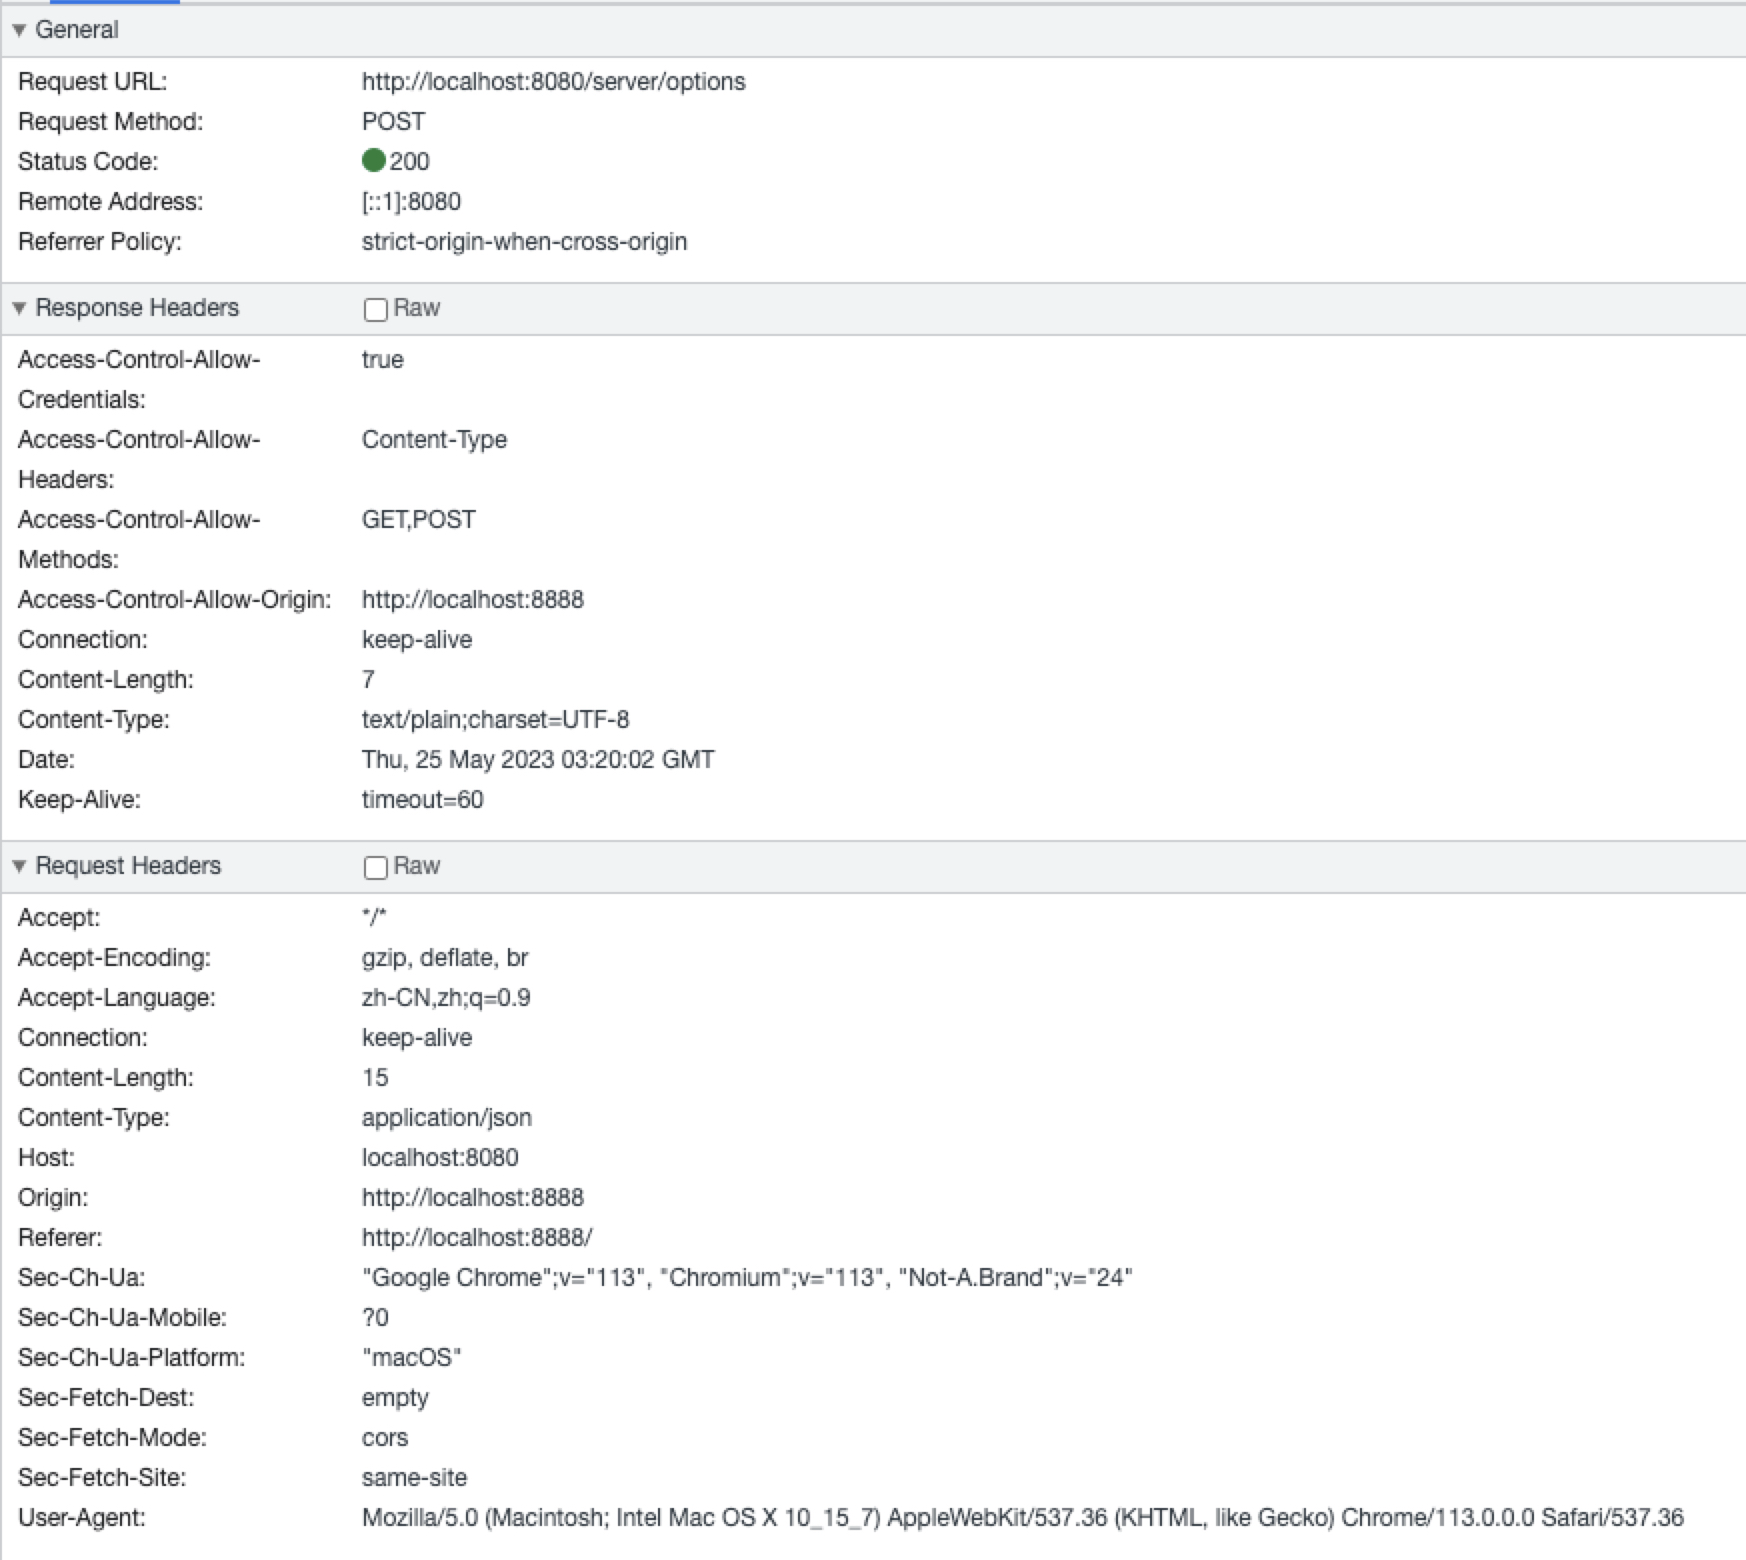 General
Request URL: http://localhost:8080/server/options
Request Method: POST
Status Code: 200
Remote Address: [::1]:8080
Referrer Policy: strict-origin-when-cross-origin
Response Headers Raw
Access-Control-Allow- true
Credentials:
Access-Control-Allow- Content-Type
Headers:
Access-Control-Allow- GET,POST
Methods:
Access-Control-Allow-Origin: http://localhost:8888
Connection: keep-alive
Content-Length: 7
Content-Type: text/plain;charset=UTF-8
Date: Thu, 25 May 2023 03:20:02 GMT
Keep-Alive: timeout=60
Request Headers Raw
Accept: */*
Accept-Encoding: gzip, deflate, br
Accept-Language: zh-CN,zh;q=0.9
Connection: keep-alive
Content-Length: 15
Content-Type: application/json
Host: localhost:8080
Origin: http://localhost:8888
Referer: http://localhost:8888/
Sec-Ch-Ua: "Google Chrome";v="113", "Chromium";v="113", "Not-A.Brand";v="24"
Sec-Ch-Ua-Mobile: ?0
Sec-Ch-Ua-Platform: "macOS"
Sec-Fetch-Dest: empty
Sec-Fetch-Mode: cors
Sec-Fetch-Site: same-site
User-Agent: Mozilla/5.0 (Macintosh; Intel Mac OS X 10_15_7) AppleWebKit/537.36 (KHTML, like Gecko) Chrome/113.0.0.0 Safari/537.36